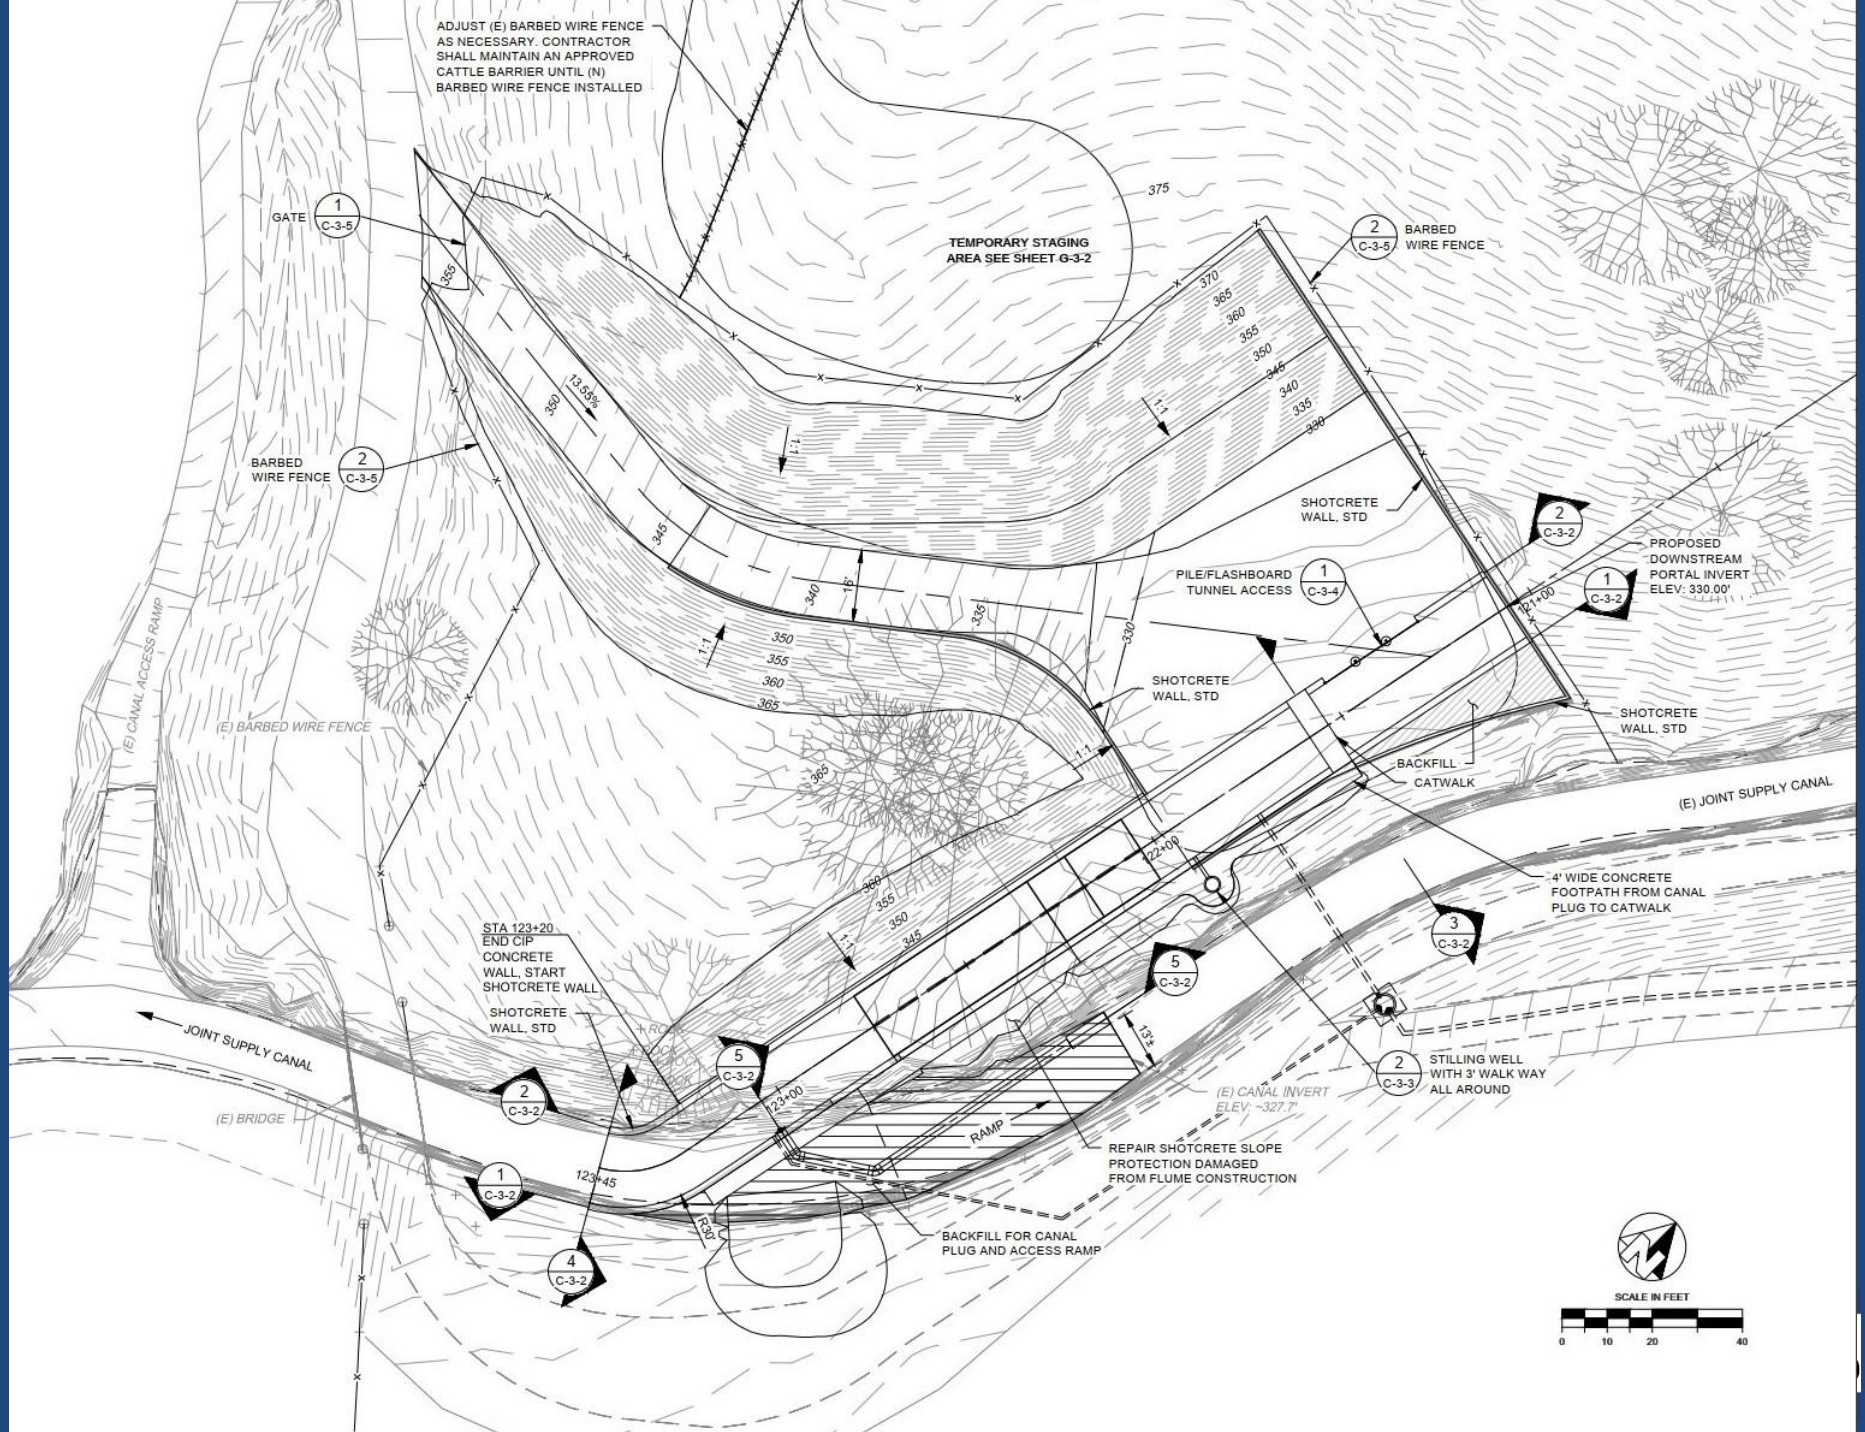 ADJUST (E) BARBED WIRE FENCE
AS NECESSARY. CONTRACTOR
SHALL MAINTAIN AN APPROVED
CATTLE BARRIER UNTIL (N)
BARBED WIRE FENCE INSTALLED
375
GATE
1
C-3-5
TEMPORARY STAGING
AREA SEE SHEET G-3-2
2
C-3-5
BARBED
WIRE FENCE
355
370
365
360
355
350
345
340
335
330
13.55%
350
1:1
1:1
BARBED
WIRE FENCE
2
C-3-5
SHOTCRETE
WALL, STD
2
C-3-2
345
340
16'
335
330
PILE/FLASHBOARD
TUNNEL ACCESS
1
C-3-4
PROPOSED
DOWNSTREAM
PORTAL INVERT
ELEV: 330.00'
1
C-3-2
121+00
1:1
350
355
360
365
SHOTCRETE
WALL, STD
SHOTCRETE
WALL, STD
(E) CANAL ACCESS RAMP
(E) BARBED WIRE FENCE
365
1:1
BACKFILL
CATWALK
(E) JOINT SUPPLY CANAL
122+00
360
355
350
345
1:1
4' WIDE CONCRETE
FOOTPATH FROM CANAL
PLUG TO CATWALK
STA 123+20
END CIP
CONCRETE
WALL, START
SHOTCRETE WALL
SHOTCRETE
WALL, STD
3
C-3-2
5
C-3-2
ROCK
ROCK
ROCK
ROCK
13'±
JOINT SUPPLY CANAL
5
C-3-2
2
C-3-2
123+00
2
C-3-3
STILLING WELL
WITH 3' WALK WAY
ALL AROUND
(E) BRIDGE
(E) CANAL INVERT
ELEV: ~327.7'
RAMP
REPAIR SHOTCRETE SLOPE
PROTECTION DAMAGED
FROM FLUME CONSTRUCTION
1
C-3-2
123+45
R30'
BACKFILL FOR CANAL
PLUG AND ACCESS RAMP
4
C-3-2
N
SCALE IN FEET
0 10 20 40